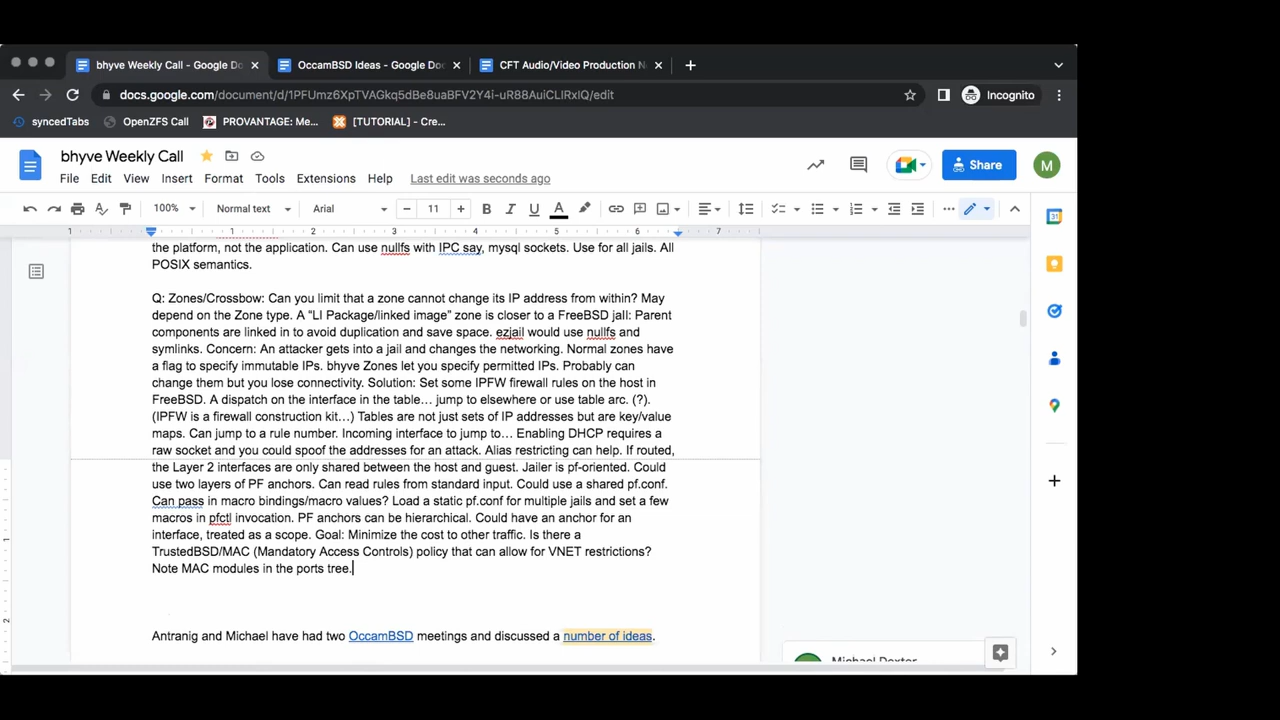 bhyve Weekly Call - Google Do
OccamBSD Ideas - Google Doc
CFT Audio/Video Production N
docs.google.com/document/d/1PFUmz6XpTVAGkq5dBe8uaBFV2Y4i-uR88AuiCLIRxIQ/edit
Incognito
syncedTabs
OpenZFS Call
PROVANTAGE: Me...
[TUTORIAL] - Cre...
bhyve Weekly Call
Share
M
File Edit View Insert Format Tools Extensions Help Last edit was seconds ago
100% Normal text Arial 11 B I U A
1 1 2 3 4 5 6 7
the platform, not the application. Can use nullfs with IPC say, mysql sockets. Use for all jails. All
POSIX semantics.
Q: Zones/Crossbow: Can you limit that a zone cannot change its IP address from within? May
depend on the Zone type. A “LI Package/linked image” zone is closer to a FreeBSD jall: Parent
components are linked in to avoid duplication and save space. ezjail would use nullfs and
symlinks. Concern: An attacker gets into a jail and changes the networking. Normal zones have
a flag to specify immutable IPs. bhyve Zones let you specify permitted IPs. Probably can
change them but you lose connectivity. Solution: Set some IPFW firewall rules on the host in
FreeBSD. A dispatch on the interface in the table… jump to elsewhere or use table arc. (?).
(IPFW is a firewall construction kit…) Tables are not just sets of IP addresses but are key/value
maps. Can jump to a rule number. Incoming interface to jump to… Enabling DHCP requires a
raw socket and you could spoof the addresses for an attack. Alias restricting can help. If routed,
the Layer 2 interfaces are only shared between the host and guest. Jailer is pf-oriented. Could
use two layers of PF anchors. Can read rules from standard input. Could use a shared pf.conf.
Can pass in macro bindings/macro values? Load a static pf.conf for multiple jails and set a few
macros in pfctl invocation. PF anchors can be hierarchical. Could have an anchor for an
interface, treated as a scope. Goal: Minimize the cost to other traffic. Is there a
TrustedBSD/MAC (Mandatory Access Controls) policy that can allow for VNET restrictions?
Note MAC modules in the ports tree.
Antranig and Michael have had two OccamBSD meetings and discussed a number of ideas.
Michael Dexter
1
2
31